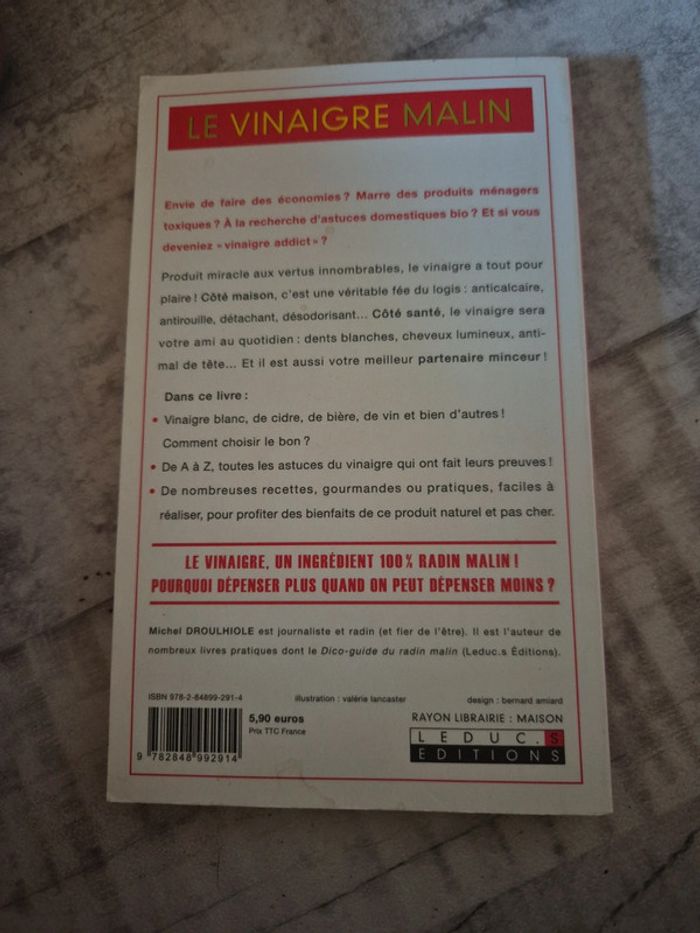 LE VINAIGRE MALIN
Envie de faire des économies ? Marre des produits ménagers
toxiques ? À la recherche d'astuces domestiques bio ? Et si vous
deveniez « vinaigre addict » ?
Produit miracle aux vertus innombrables, le vinaigre a tout pour
plaire ! Côté maison, c'est une véritable fée du logis : anticalcaire,
antirouille, détachant, désodorisant... Côté santé, le vinaigre sera
votre ami au quotidien : dents blanches, cheveux lumineux, anti-
mal de tête... Et il est aussi votre meilleur partenaire minceur !
Dans ce livre :
• Vinaigre blanc, de cidre, de bière, de vin et bien d'autres !
Comment choisir le bon ?
• De A à Z, toutes les astuces du vinaigre qui ont fait leurs preuves !
• De nombreuses recettes, gourmandes ou pratiques, faciles à
réaliser, pour profiter des bienfaits de ce produit naturel et pas cher.
LE VINAIGRE, UN INGRÉDIENT 100 % RADIN MALIN !
POURQUOI DÉPENSER PLUS QUAND ON PEUT DÉPENSER MOINS ?
Michel DROULHIOLE est journaliste et radin (et fier de l'être). Il est l'auteur de
nombreux livres pratiques dont le Dico-guide du radin malin (Leduc.s Éditions).
ISBN 978-2-84899-291-4
illustration : valérie lancaster
design : bernard amiard
5,90 euros
Prix TTC France
9 782848 992914
RAYON LIBRAIRIE : MAISON
LEDUC.S
EDITIONS